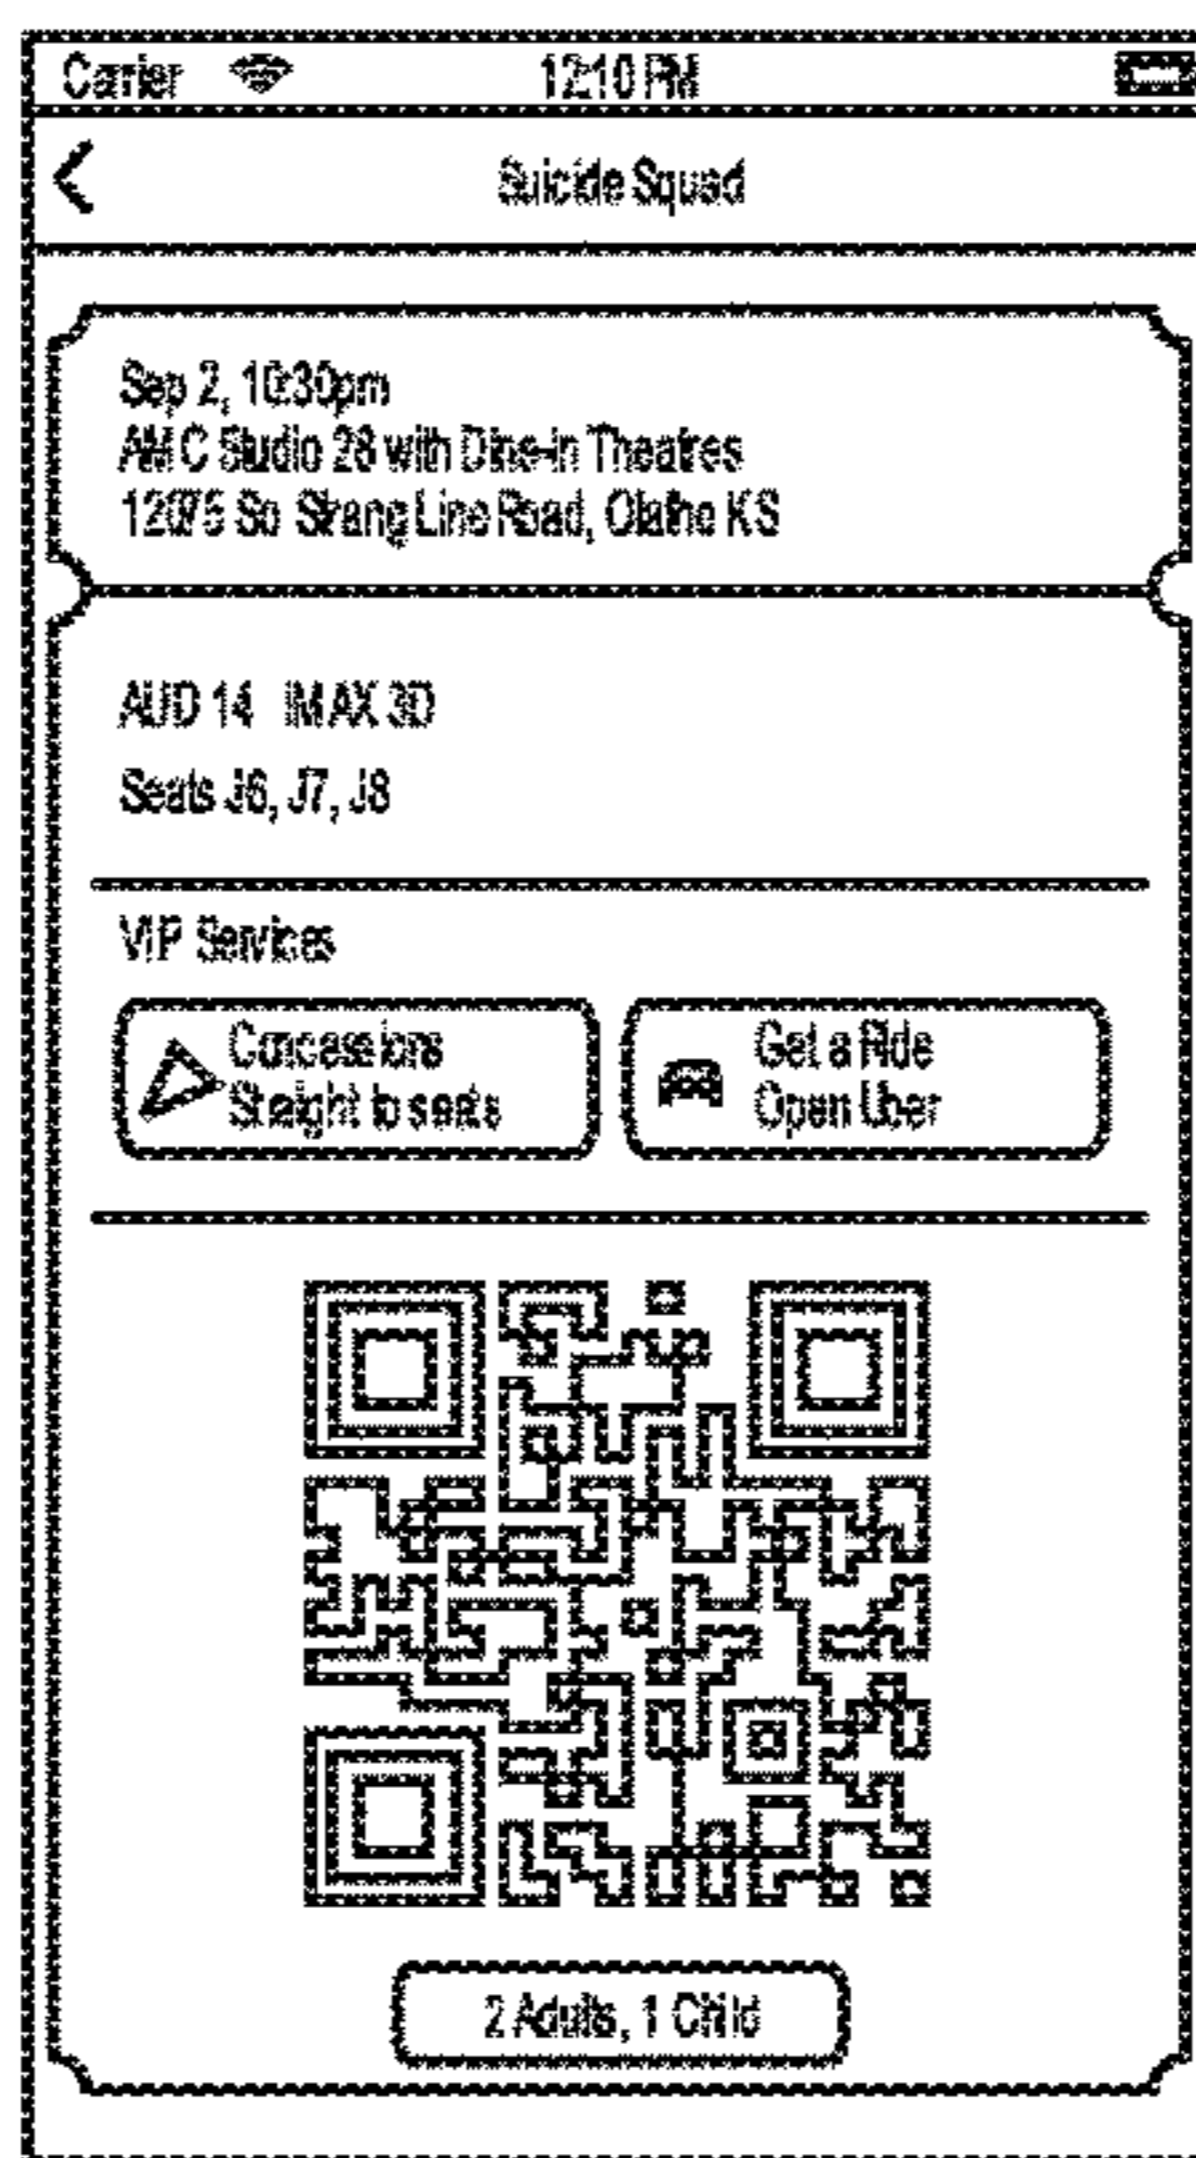 Carrier 12:10 PM
Suicide Squad
Sep 2, 10:30pm
AMC Studio 28 with Dine-in Theatres
12075 So Strang Line Road, Olathe KS
AUD 14 IMAX 3D
Seats J6, J7, J8
VIP Services
Concessions
Straight to seats
Get a Ride
Open Uber
2 Adults, 1 Child